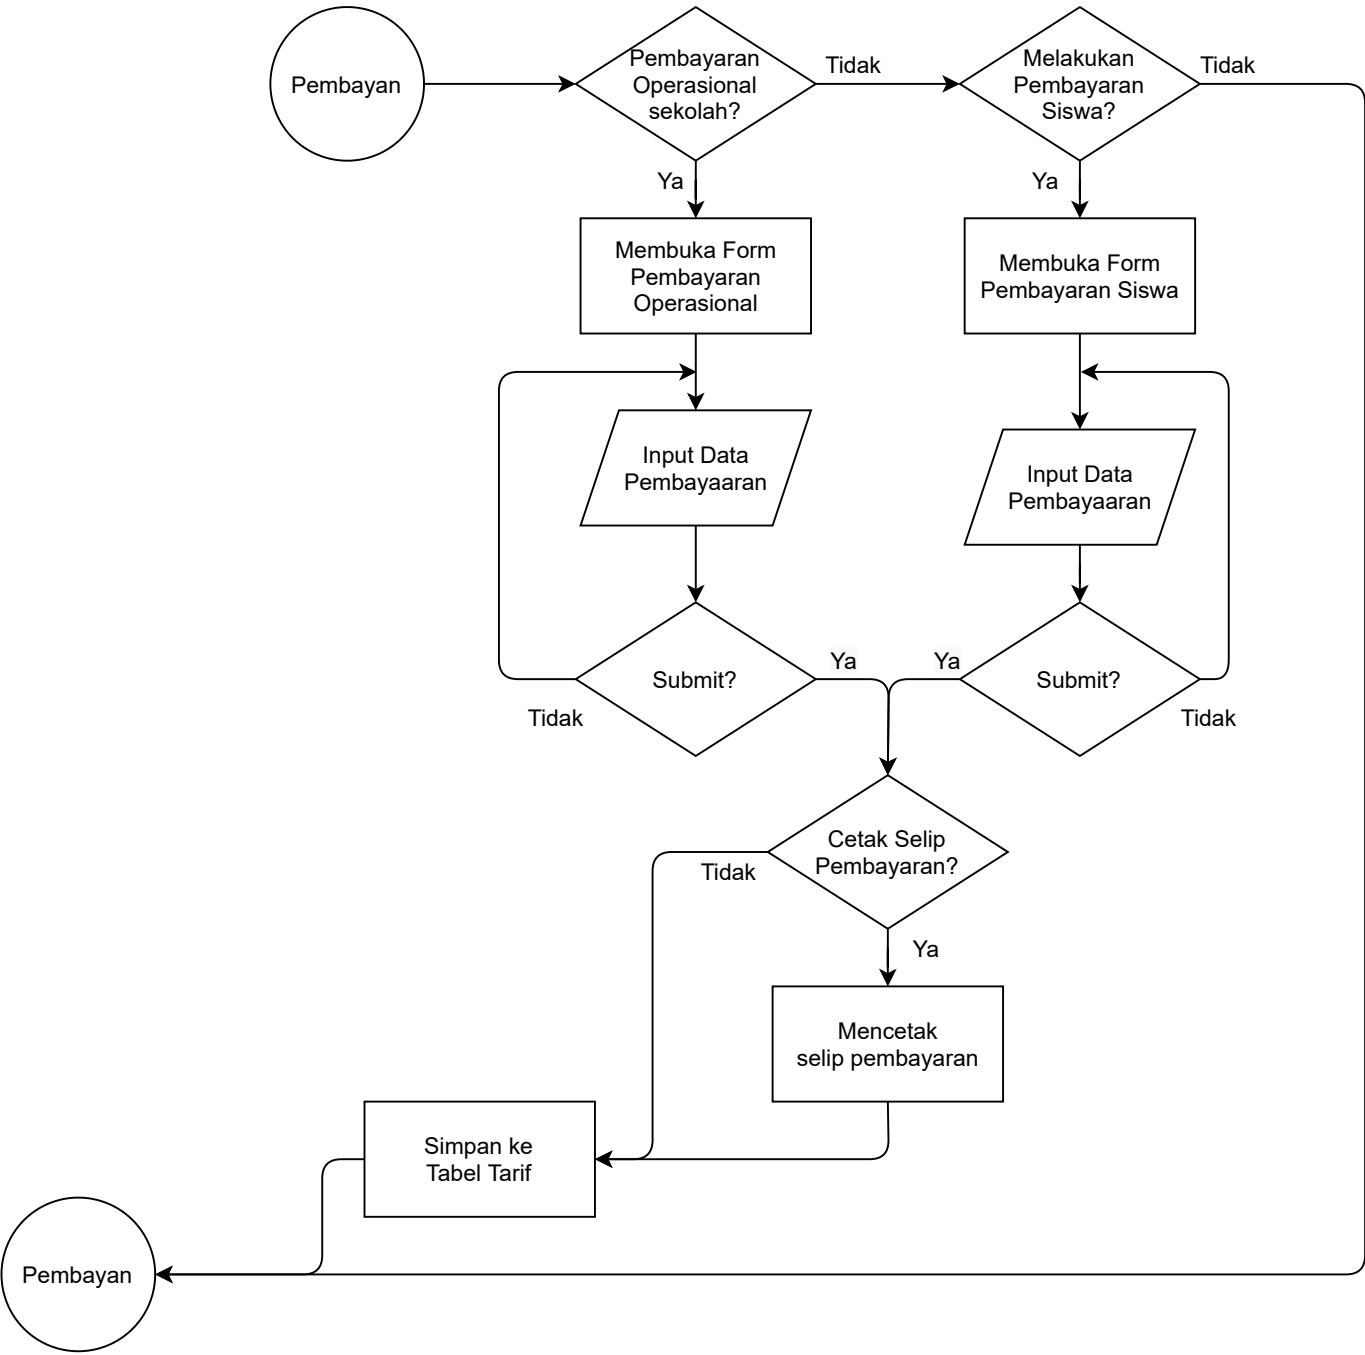 Pembayan
Pembayaran
Operasional
sekolah?
Tidak
Melakukan
Pembayaran
Siswa?
Tidak
Ya
Ya
Membuka Form
Pembayaran
Operasional
Membuka Form
Pembayaran Siswa
Input Data
Pembayaaran
Input Data
Pembayaaran
Submit?
Ya
Ya
Submit?
Tidak
Tidak
Cetak Selip
Pembayaran?
Tidak
Ya
Mencetak
selip pembayaran
Simpan ke
Tabel Tarif
Pembayan